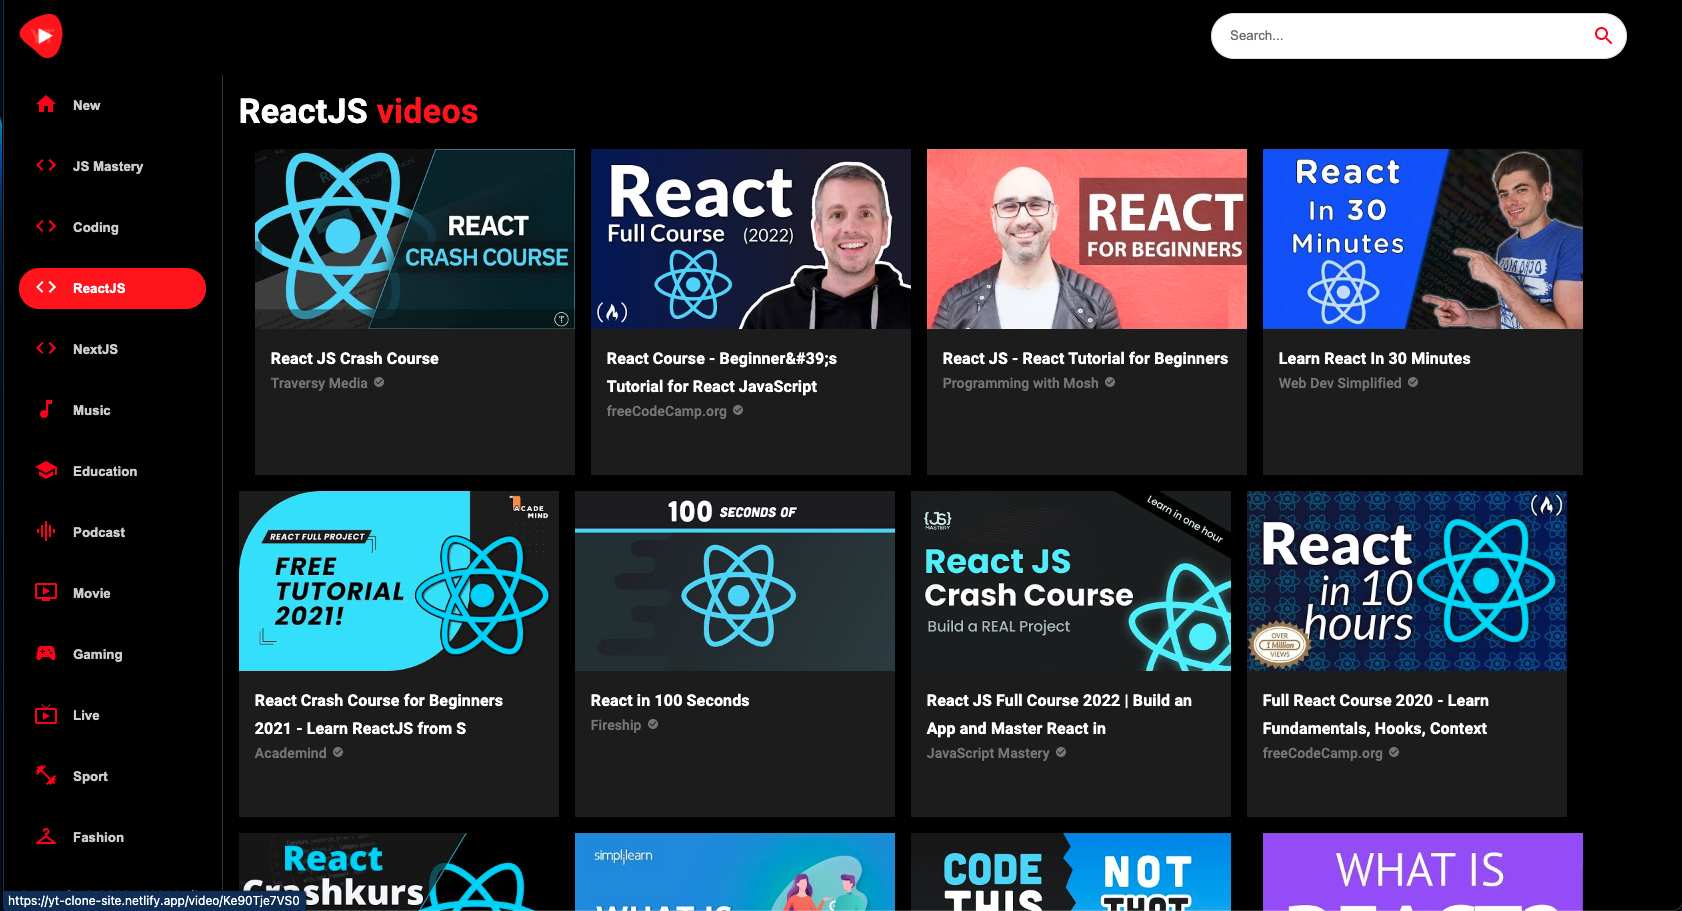 Search...
New
JS Mastery
Coding
ReactJS
NextJS
Music
Education
Podcast
Movie
Gaming
Live
Sport
Fashion
https://yt-clone-site.netlify.app/video/Ke90Tje7VS0
ReactJS videos
REACT
CRASH COURSE
T
React JS Crash Course
Traversy Media
React
Full Course (2022)
React Course - Beginner&#39;s
Tutorial for React JavaScript
freeCodeCamp.org
REACT
FOR BEGINNERS
React JS - React Tutorial for Beginners
Programming with Mosh
React
In 30
Minutes
Learn React In 30 Minutes
Web Dev Simplified
ACADE
MIND
REACT FULL PROJECT
FREE
TUTORIAL
2021!
React Crash Course for Beginners
2021 - Learn ReactJS from S
Academind
100 SECONDS OF
React in 100 Seconds
Fireship
{JS}
MASTERY
Learn in one hour
React JS
Crash Course
Build a REAL Project
React JS Full Course 2022 | Build an
App and Master React in
JavaScript Mastery
React
in 10
hours
OVER
1 Million
VIEWS
Full React Course 2020 - Learn
Fundamentals, Hooks, Context
freeCodeCamp.org
React
Crashkurs
simplilearn
WHAT IS
CODE
THIS
NOT
THAT
WHAT IS